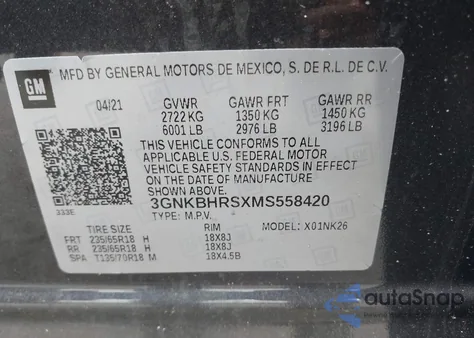 GM
MFD BY GENERAL MOTORS DE MEXICO, S. DE R.L. DE C.V.
04/21 GVWR GAWR FRT GAWR RR
2722 KG 1350 KG 1450 KG
6001 LB 2976 LB 3196 LB
THIS VEHICLE CONFORMS TO ALL
APPLICABLE U.S. FEDERAL MOTOR
VEHICLE SAFETY STANDARDS IN EFFECT
ON THE DATE OF MANUFACTURE
SHOWN ABOVE
3GNKBHRSXMS558420
TYPE: M.P.V. MODEL: X01NK26
333E
TIRE SIZE RIM
FRT 235/65R18 H 18X8J
RR 235/65R18 H 18X8J
SPA T135/70R18 M 18X4.5B
autoSnap